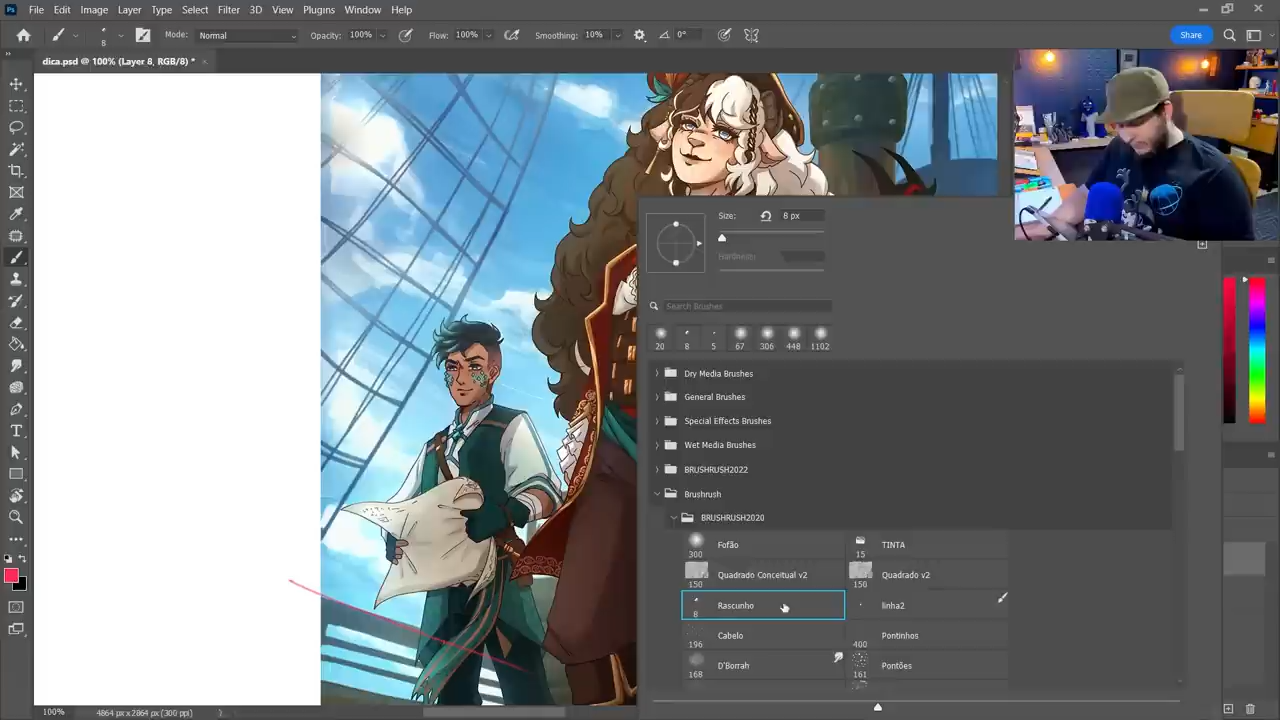 Ps File Edit Image Layer Type Select Filter 3D View Plugins Window Help
8 Mode: Normal Opacity: 100% Flow: 100% Smoothing: 10% 0° Share
dica.psd @ 100% (Layer 8, RGB/8) *
Size: 8 px
Hardness:
Search Brushes
20 8 5 67 306 448 1102
Dry Media Brushes
General Brushes
Special Effects Brushes
Wet Media Brushes
BRUSHRUSH2022
Brushrush
BRUSHRUSH2020
300 Fofão 15 TINTA
150 Quadrado Conceitual v2 150 Quadrado v2
8 Rascunho linha2
196 Cabelo 400 Pontinhos
168 D'Borrah 161 Pontões
100% 4864 px x 2864 px (300 ppi)